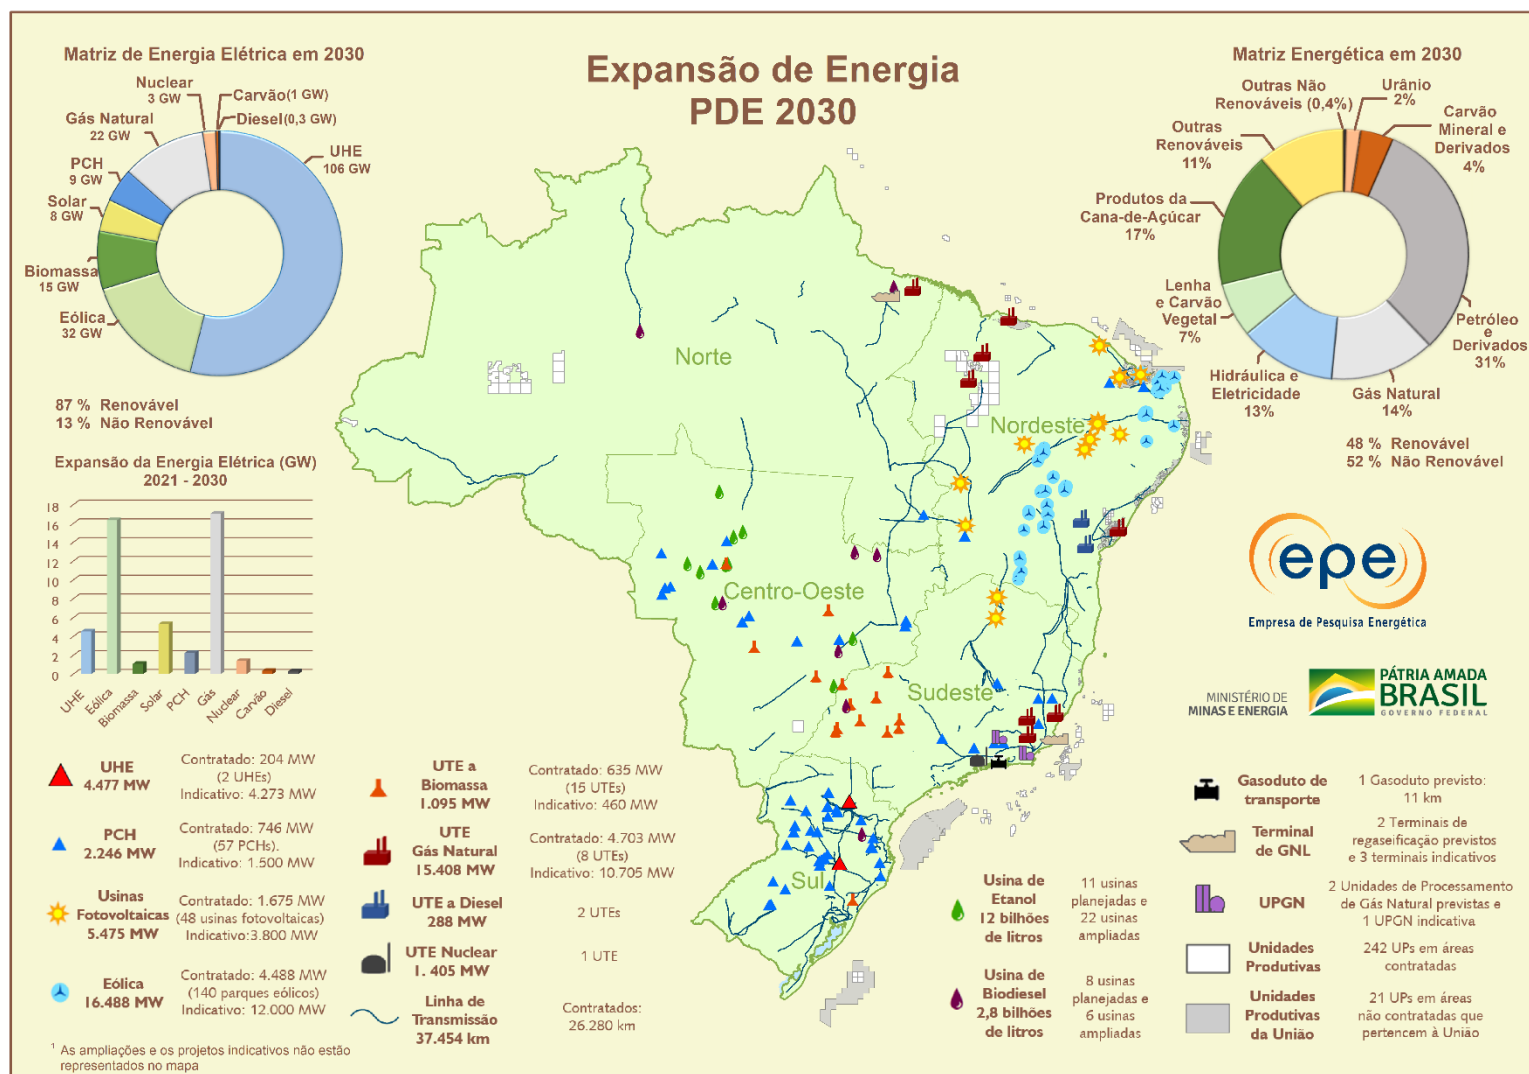 Matriz de Energia Elétrica em 2030
Nuclear
3 GW
Carvão(1 GW)
Diesel(0,3 GW)
Gás Natural
22 GW
UHE
106 GW
PCH
9 GW
Solar
8 GW
Biomassa
15 GW
Eólica
32 GW
87 % Renovável
13 % Não Renovável
Expansão de Energia
PDE 2030
Matriz Energética em 2030
Outras Não
Renováveis (0,4%)
Urânio
2%
Carvão
Mineral e
Derivados
4%
Outras
Renováveis
11%
Produtos da
Cana-de-Açúcar
17%
Lenha
e Carvão
Vegetal
7%
Petróleo e
Derivados
31%
Hidráulica e
Eletricidade
13%
Gás Natural
14%
48 % Renovável
52 % Não Renovável
Expansão da Energia Elétrica (GW)
2021 - 2030
18
16
14
12
10
8
6
4
2
0
UHE
Eólica
Biomassa
Solar
PCH
Gás
Nuclear
Carvão
Diesel
Norte
Nordeste
Centro-Oeste
Sudeste
Sul
epe
Empresa de Pesquisa Energética
MINISTÉRIO DE
MINAS E ENERGIA
PÁTRIA AMADA
BRASIL
GOVERNO FEDERAL
UHE
4.477 MW
Contratado: 204 MW
(2 UHEs)
Indicativo: 4.273 MW
PCH
2.246 MW
Contratado: 746 MW
(57 PCHs).
Indicativo: 1.500 MW
Usinas
Fotovoltaicas
5.475 MW
Contratado: 1.675 MW
(48 usinas fotovoltaicas)
Indicativo:3.800 MW
Eólica
16.488 MW
Contratado: 4.488 MW
(140 parques eólicos)
Indicativo: 12.000 MW
UTE a
Biomassa
1.095 MW
Contratado: 635 MW
(15 UTEs)
Indicativo: 460 MW
UTE
Gás Natural
15.408 MW
Contratado: 4.703 MW
(8 UTEs)
Indicativo: 10.705 MW
UTE a Diesel
288 MW
2 UTEs
UTE Nuclear
1. 405 MW
1 UTE
Linha de
Transmissão
37.454 km
Contratados:
26.280 km
Usina de
Etanol
12 bilhões
de litros
11 usinas
planejadas e
22 usinas
ampliadas
Usina de
Biodiesel
2,8 bilhões
de litros
8 usinas
planejadas e
6 usinas
ampliadas
Gasoduto de
transporte
1 Gasoduto previsto:
11 km
Terminal
de GNL
2 Terminais de
regaseificação previstos
e 3 terminais indicativos
UPGN
2 Unidades de Processamento
de Gás Natural previstas e
1 UPGN indicativa
Unidades
Produtivas
242 UPs em áreas
contratadas
Unidades
Produtivas
da União
21 UPs em áreas
não contratadas que
pertencem à União
¹ As ampliações e os projetos indicativos não estão
representados no mapa